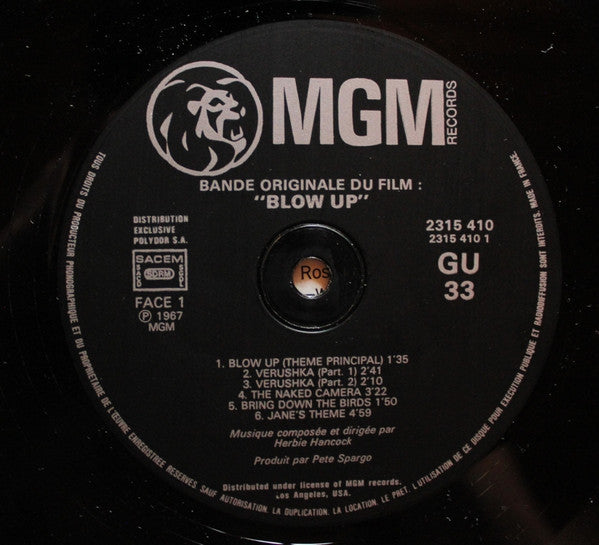 MGM
RECORDS
BANDE ORIGINALE DU FILM :
"BLOW UP"
DISTRIBUTION
EXCLUSIVE
POLYDOR S.A.
SACEM
SDRM
SACD
SGDL
FACE 1
Ⓟ 1967
MGM
2315 410
2315 410 1
GU
33
Ros
1. BLOW UP (THEME PRINCIPAL) 1'35
2. VERUSHKA (Part. 1) 2'41
3. VERUSHKA (Part. 2) 2'10
4. THE NAKED CAMERA 3'22
5. BRING DOWN THE BIRDS 1'50
6. JANE'S THEME 4'59
Musique composée et dirigée par
Herbie Hancock
Produit par Pete Spargo
Distributed under license of MGM records.
Los Angeles, USA.
TOUS DROITS DU PRODUCTEUR PHONOGRAPHIQUE ET DU PROPRIETAIRE DE L'ŒUVRE ENREGISTREE RESERVES SAUF AUTORISATION. LA DUPLICATION. LA LOCATION. LE PRET. L'UTILISATION DE CE DISQUE POUR EXECUTION PUBLIQUE ET RADIODIFFUSION SONT INTERDITS. MADE IN FRANCE.